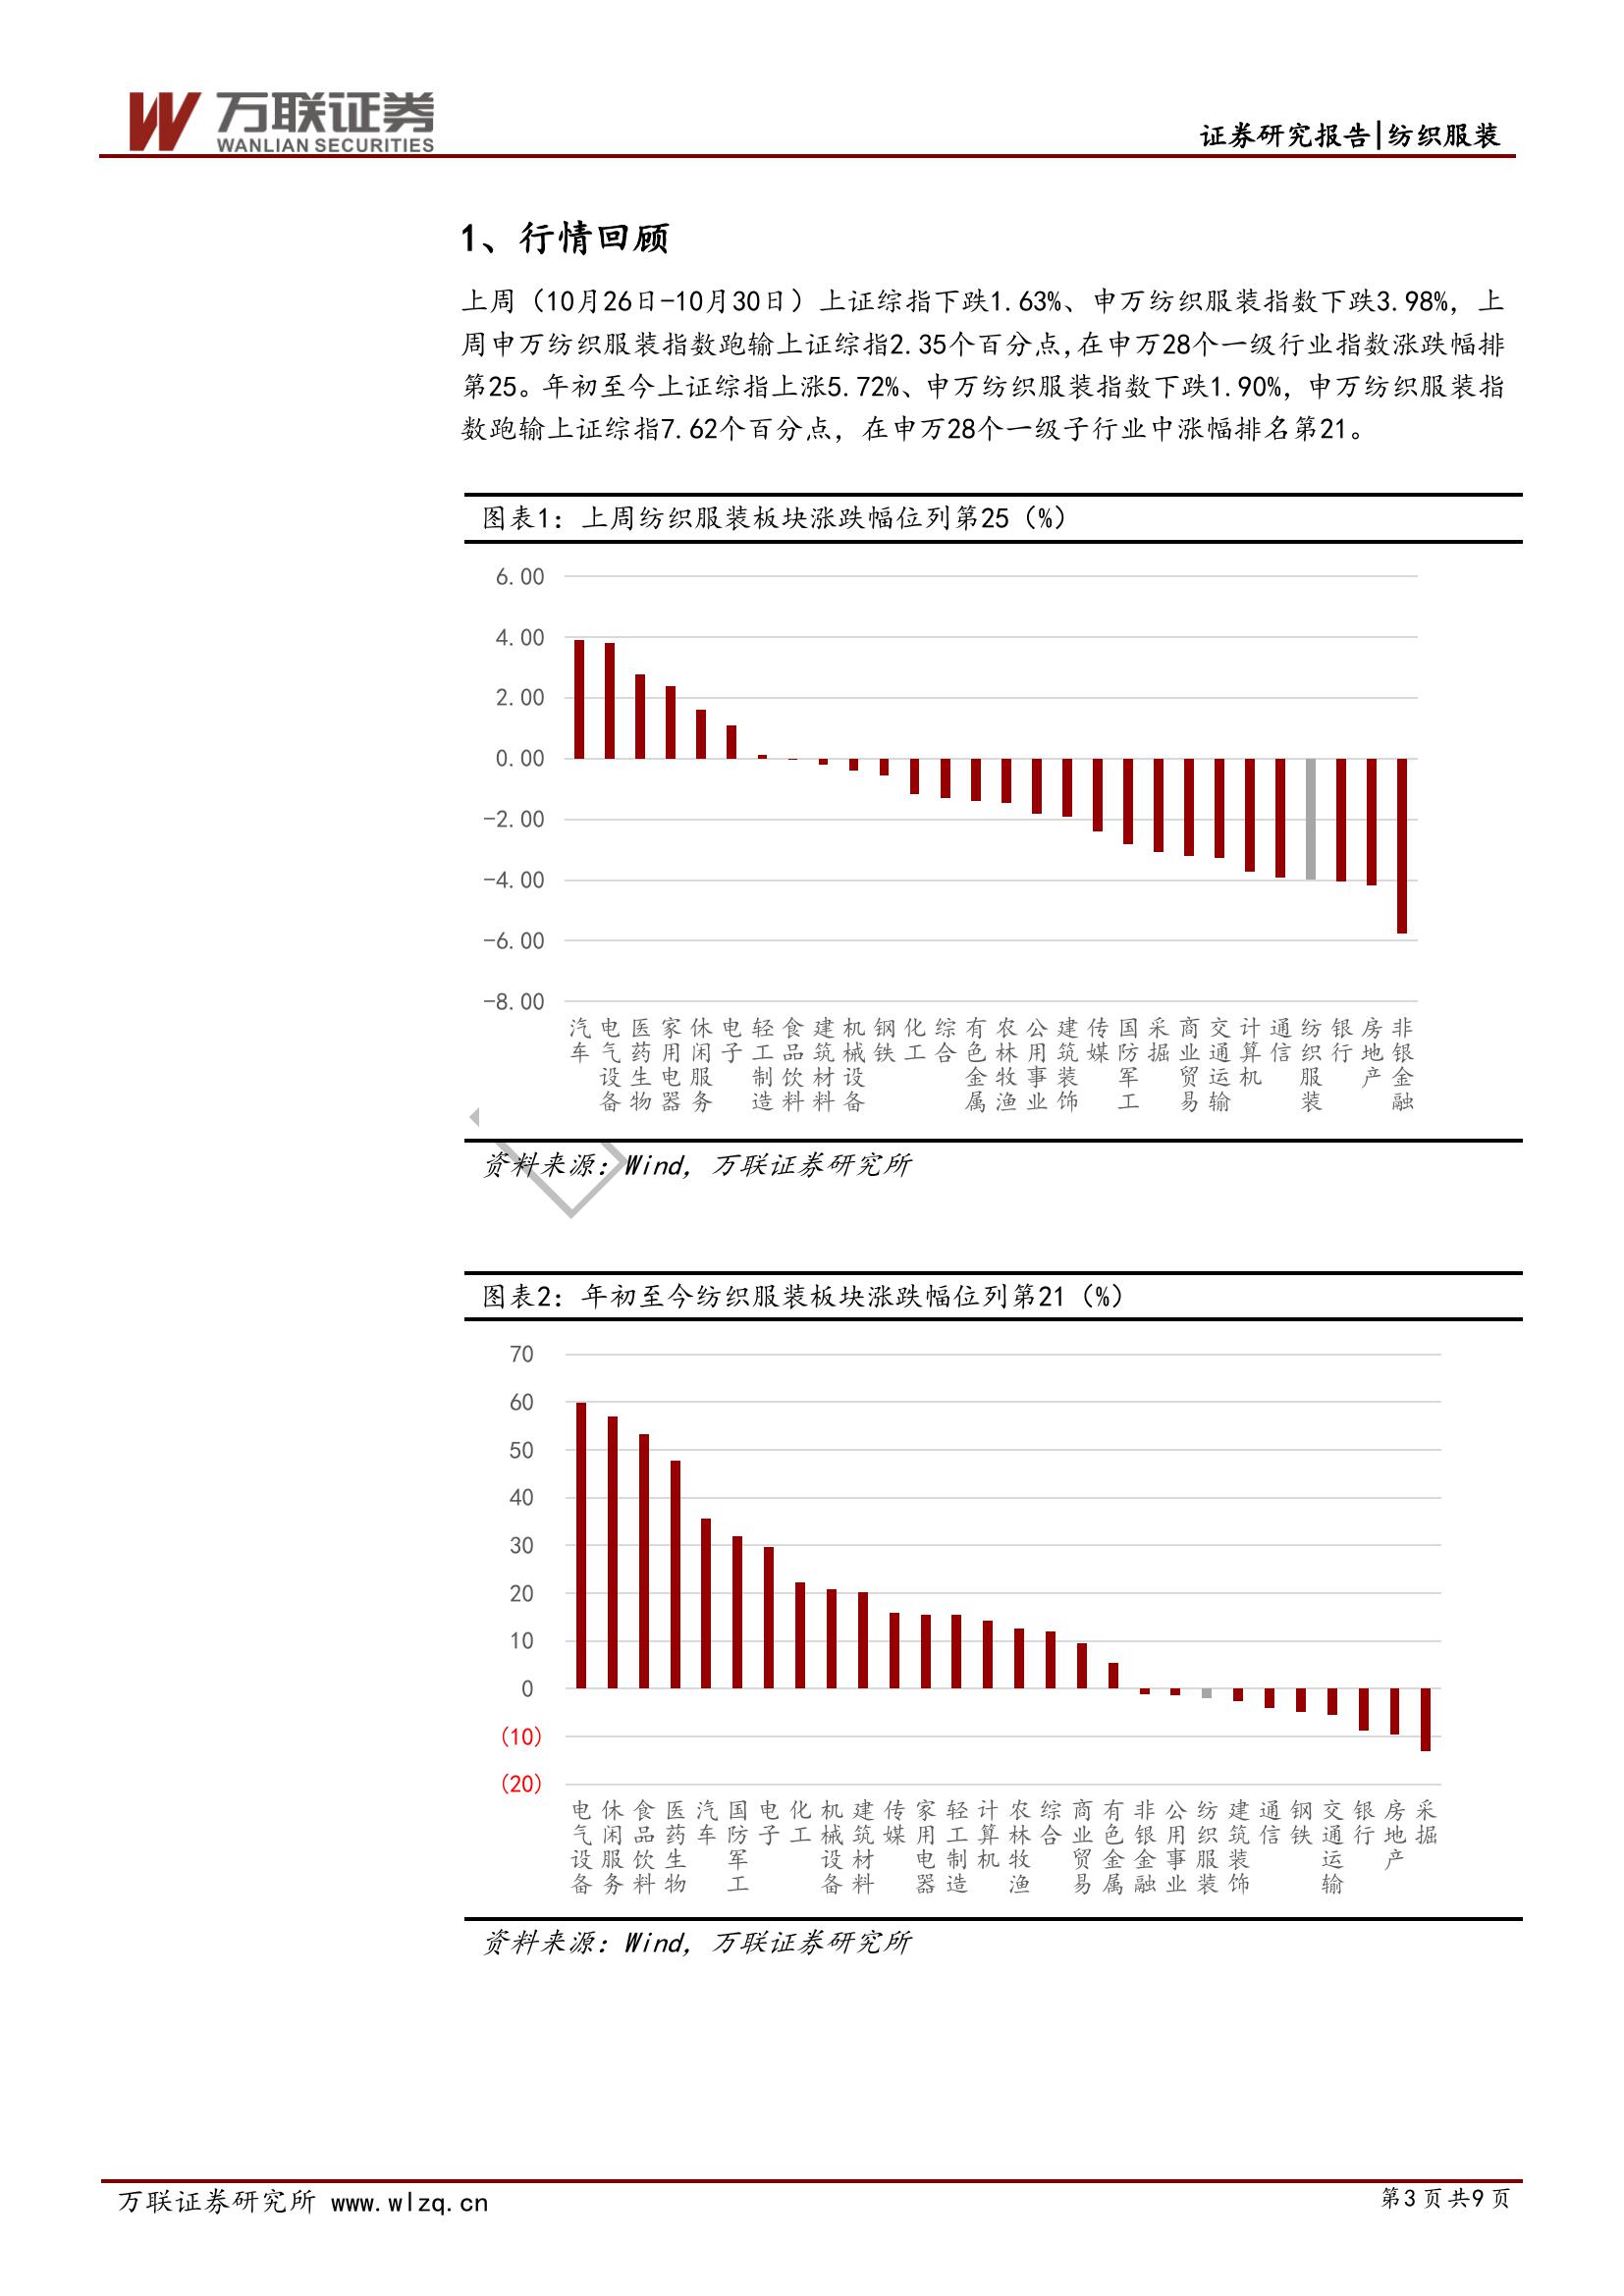 万联证券
WANLIAN SECURITIES
证券研究报告|纺织服装
1、行情回顾
上周（10月26日-10月30日）上证综指下跌1.63%、申万纺织服装指数下跌3.98%，上
周申万纺织服装指数跑输上证综指2.35个百分点,在申万28个一级行业指数涨跌幅排
第25。年初至今上证综指上涨5.72%、申万纺织服装指数下跌1.90%，申万纺织服装指
数跑输上证综指7.62个百分点，在申万28个一级子行业中涨幅排名第21。
图表1：上周纺织服装板块涨跌幅位列第25（%）
6.00
4.00
2.00
0.00
-2.00
-4.00
-6.00
-8.00
汽车
电气设备
医药生物
家用电器
休闲服务
电子
轻工制造
食品饮料
建筑材料
机械设备
钢铁
化工
综合
有色金属
农林牧渔
公用事业
建筑装饰
传媒
国防军工
采掘
商业贸易
交通运输
计算机
通信
纺织服装
银行
房地产
非银金融
资料来源：Wind，万联证券研究所
图表2：年初至今纺织服装板块涨跌幅位列第21（%）
70
60
50
40
30
20
10
0
(10)
(20)
电气设备
休闲服务
食品饮料
医药生物
汽车
国防军工
电子
化工
机械设备
建筑材料
传媒
家用电器
轻工制造
计算机
农林牧渔
综合
商业贸易
有色金属
非银金融
公用事业
纺织服装
建筑装饰
通信
钢铁
交通运输
银行
房地产
采掘
资料来源：Wind，万联证券研究所
万联证券研究所 www.wlzq.cn
第3页共9页